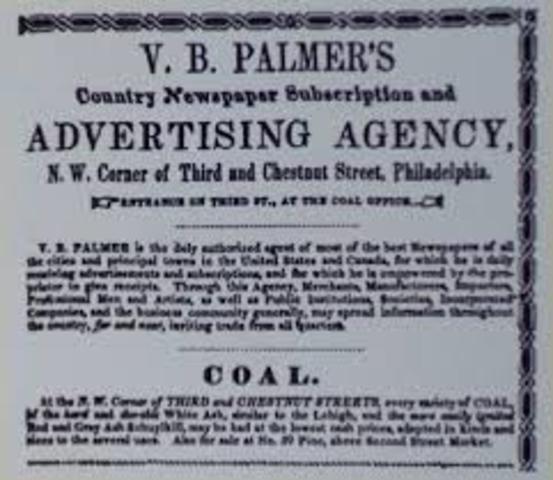 V. B. PALMER'S
Country Newspaper Subscription and
ADVERTISING AGENCY,
N. W. Corner of Third and Chestnut Street, Philadelphia.
ENTRANCE ON THIRD ST., AT THE COAL OFFICE.
V. B. PALMER is the duly authorized agent of most of the best Newspapers of all
the cities and principal towns in the United States and Canada, for which he is daily
receiving advertisements and subscriptions, and for which he is empowered by the pro-
prietor to give receipts. Through this Agency, Merchants, Manufacturers, Importers,
Professional Men and Artists, as well as Public Institutions, Societies, Incorporated
Companies, and the business community generally, may spread information throughout
the country, far and near, inviting trade from all quarters.
COAL.
At the N. W. Corner of THIRD and CHESTNUT STREETS, every variety of COAL,
of the hard and White Ash, similar to the Lehigh, and the more easily ignited
Red and Gray Ash Schuylkill, may be had at the lowest cash prices, adapted in kinds and
sizes to the several uses. Also for sale at No. 59 Pine, above Second Street Market.